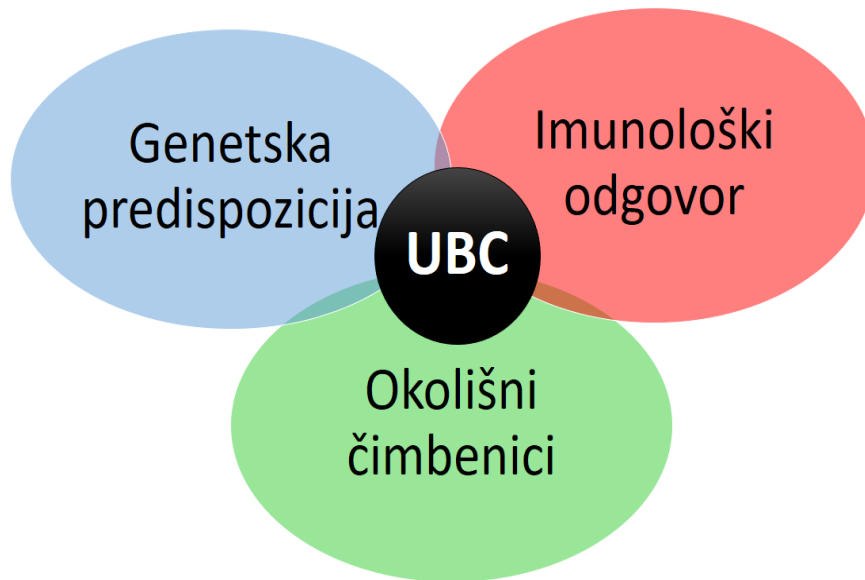 Genetska
predispozicija
Imunološki
odgovor
UBC
Okolišni
čimbenici